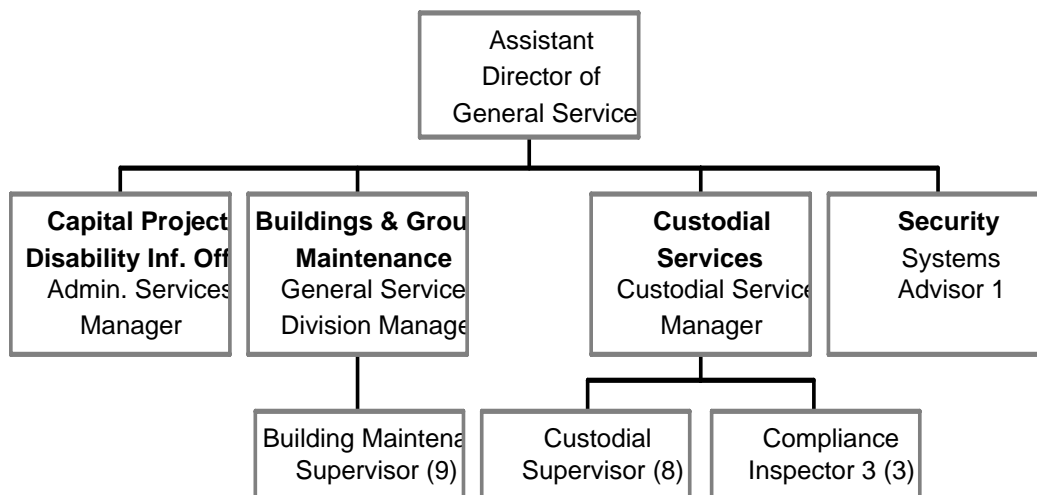 Assistant
Director of
General Service
Capital Project
Disability Inf. Off
Admin. Services
Manager
Buildings & Grou
Maintenance
General Service
Division Manage
Custodial
Services
Custodial Service
Manager
Security
Systems
Advisor 1
Building Maintena
Supervisor (9)
Custodial
Supervisor (8)
Compliance
Inspector 3 (3)